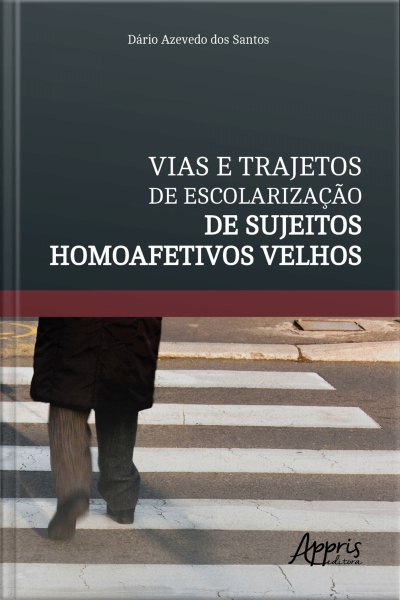 Dário Azevedo dos Santos
VIAS E TRAJETOS
DE ESCOLARIZAÇÃO
DE SUJEITOS
HOMOAFETIVOS VELHOS
Appris
editora